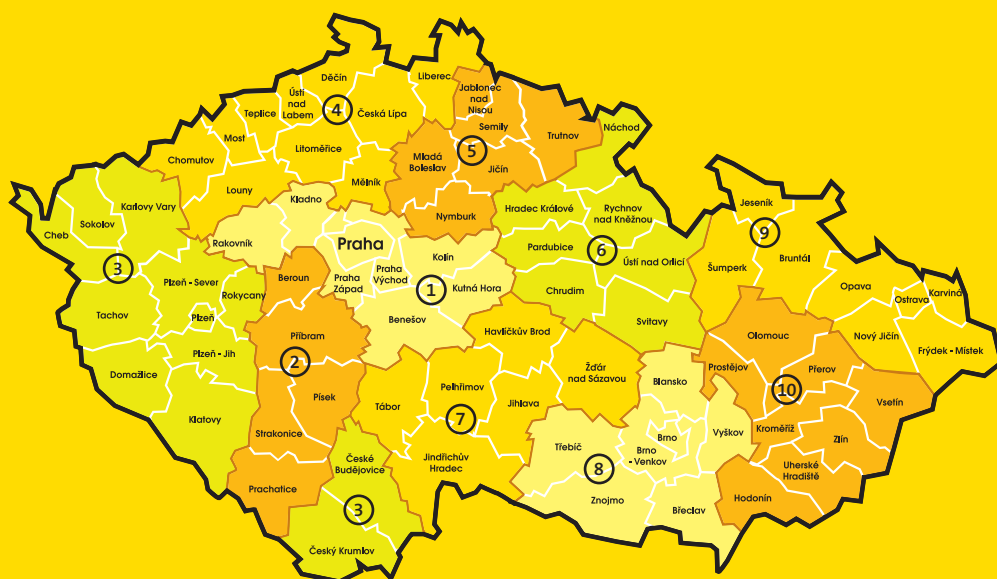 Děčín
Liberec
Ústí
nad
Labem
4
Česká Lípa
Jablonec
nad
Nisou
Teplice
Most
Semily
Trutnov
Náchod
Litoměřice
5
Chomutov
Mladá
Boleslav
Jičín
Louny
Mělník
Kladno
Nymburk
Hradec Králové
Rychnov
nad Kněžnou
Jeseník
Karlovy Vary
Sokolov
Cheb
3
Rakovník
Praha
Kolín
Pardubice
6
Ústí nad Orlicí
9
Bruntál
Šumperk
Plzeň - Sever
Rokycany
Beroun
Praha
Západ
Praha
Východ
1
Kutná Hora
Chrudim
Opava
Karviná
Ostrava
Tachov
Plzeň
Benešov
Svitavy
Příbram
Havlíčkův Brod
Olomouc
Nový Jičín
Frýdek - Místek
Plzeň - Jih
2
Domažlice
Žďár
nad Sázavou
Prostějov
Přerov
10
Pelhřimov
Blansko
Písek
Tábor
7
Jihlava
Vsetín
Klatovy
Strakonice
Kroměříž
Zlín
Vyškov
Brno
Třebíč
Brno
- Venkov
České
Budějovice
Jindřichův
Hradec
8
Uherské
Hradiště
Prachatice
Znojmo
Hodonín
3
Břeclav
Český Krumlov